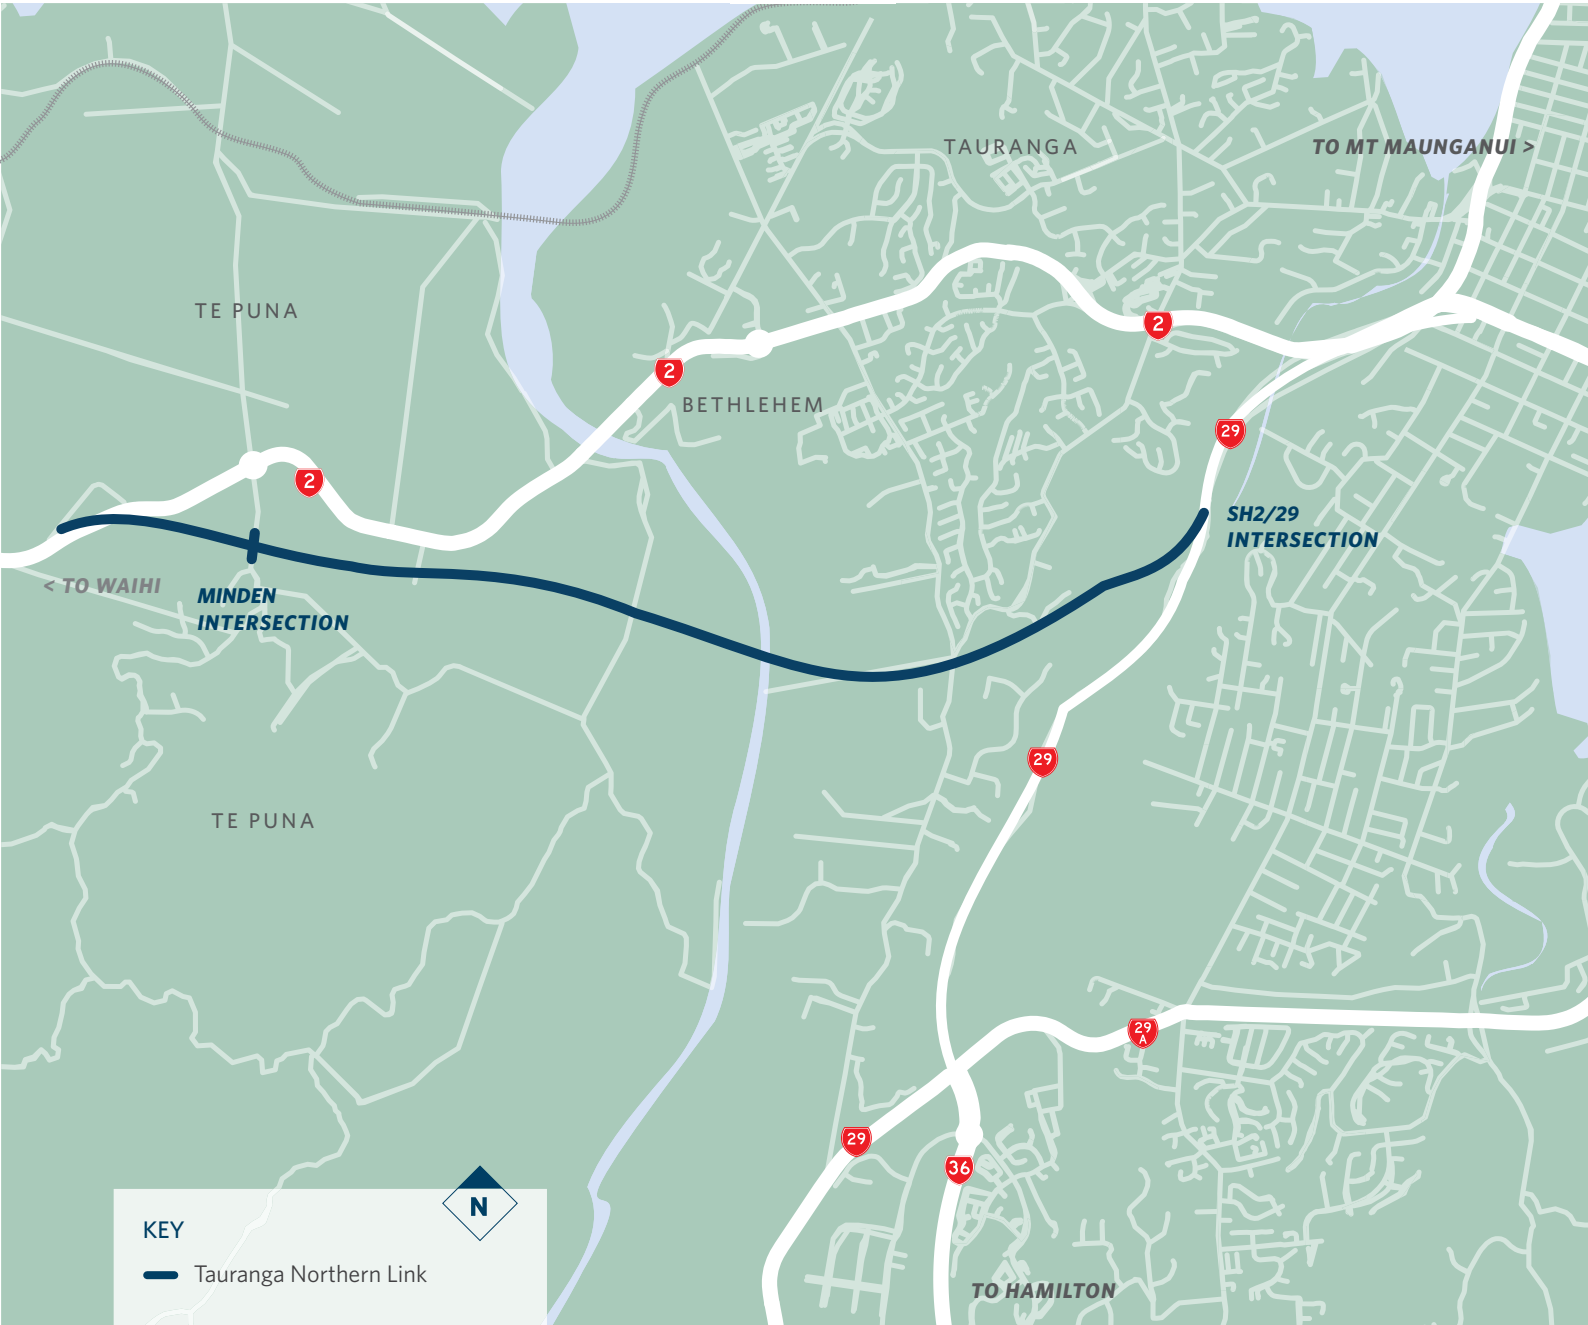 TAURANGA
TO MT MAUNGANUI >
TE PUNA
2
2
BETHLEHEM
29
2
SH2/29
INTERSECTION
< TO WAIHI
MINDEN
INTERSECTION
29
TE PUNA
29
A
29
36
N
KEY
Tauranga Northern Link
TO HAMILTON